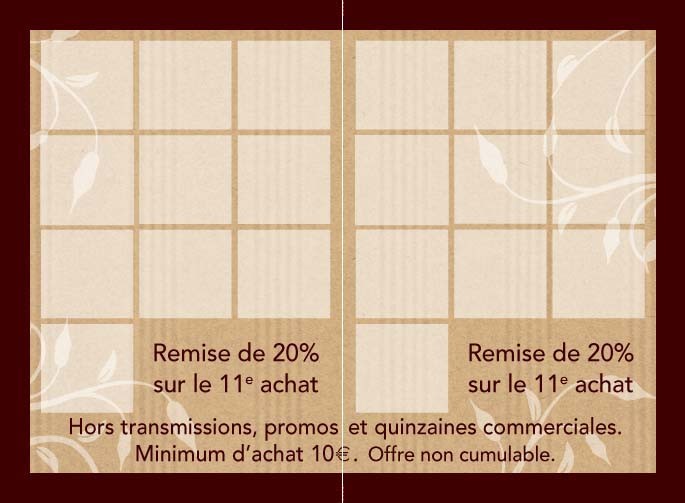 Remise de 20%
sur le 11e achat
Remise de 20%
sur le 11e achat
Hors transmissions, promos et quinzaines commerciales.
Minimum d'achat 10€. Offre non cumulable.